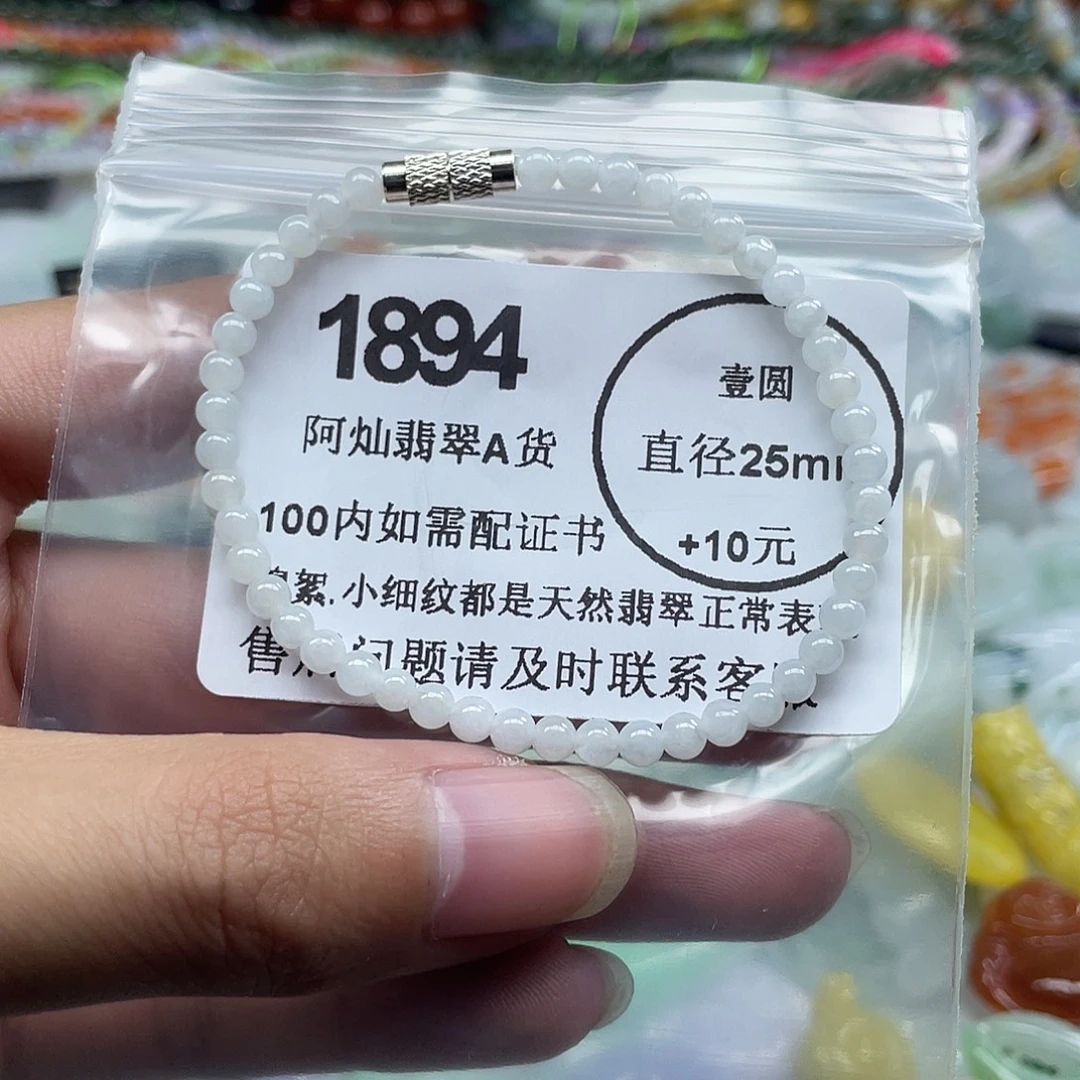 1894
阿灿翡翠A货
壹圆
直径25m
+10元
100内如需配证书
絮.小细纹都是天然翡翠正常表
售 问题请及时联系客